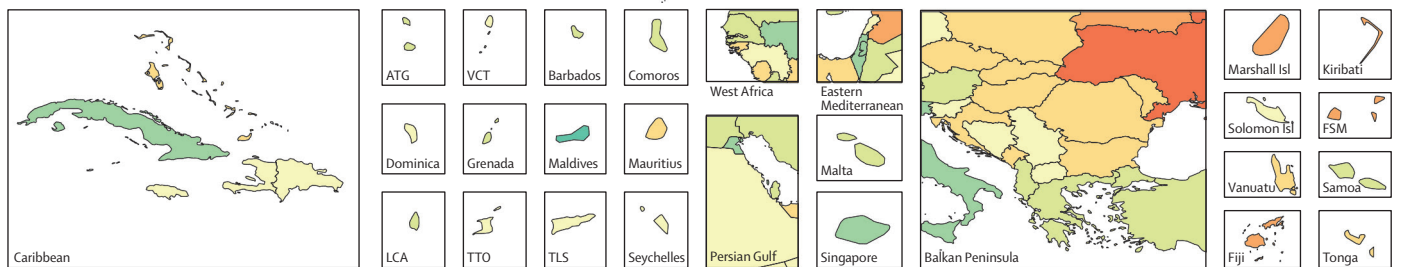 Caribbean
ATG
VCT
Barbados
Comoros
Dominica
Grenada
Maldives
Mauritius
LCA
TTO
TLS
Seychelles
West Africa
Eastern
Mediterranean
Persian Gulf
Malta
Singapore
Balkan Peninsula
Marshall Isl
Kiribati
Solomon Isl
FSM
Vanuatu
Samoa
Fiji
Tonga